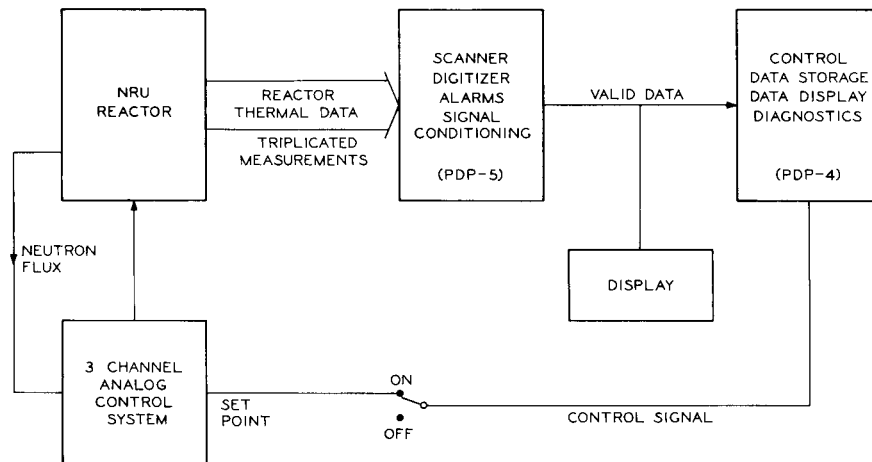 NRU
REACTOR
REACTOR
THERMAL DATA
TRIPLICATED
MEASUREMENTS
SCANNER
DIGITIZER
ALARMS
SIGNAL
CONDITIONING
(PDP-5)
VALID DATA
CONTROL
DATA STORAGE
DATA DISPLAY
DIAGNOSTICS
(PDP-4)
NEUTRON
FLUX
DISPLAY
3 CHANNEL
ANALOG
CONTROL
SYSTEM
SET
POINT
ON
OFF
CONTROL SIGNAL